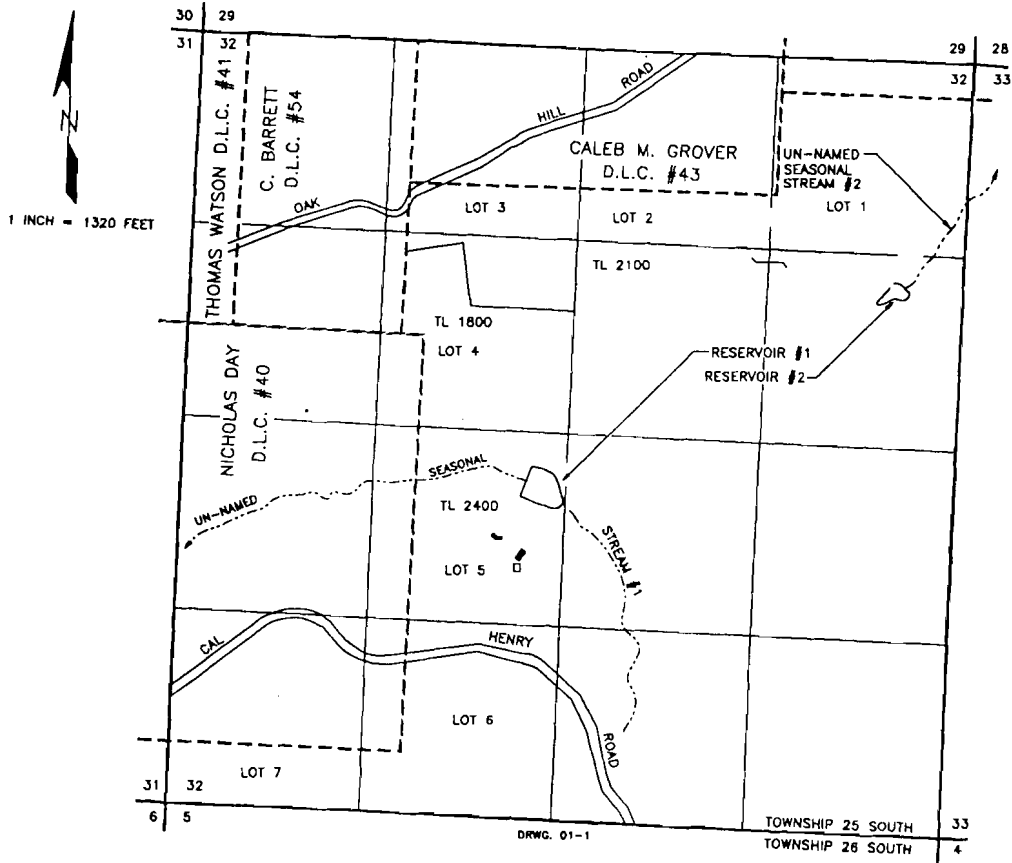 30 29
31 32
29 28
32 33
N
1 INCH = 1320 FEET
THOMAS WATSON D.L.C. #41
C. BARRETT
D.L.C. #54
OAK
HILL
ROAD
CALEB M. GROVER
D.L.C. #43
UN-NAMED
SEASONAL
STREAM #2
LOT 3
LOT 2
LOT 1
TL 2100
TL 1800
LOT 4
RESERVOIR #1
RESERVOIR #2
NICHOLAS DAY
D.L.C. #40
UN-NAMED
SEASONAL
STREAM #1
TL 2400
LOT 5
CAL
HENRY
ROAD
LOT 6
LOT 7
31 32
6 5
DRWG. 01-1
TOWNSHIP 25 SOUTH 33
TOWNSHIP 26 SOUTH 4